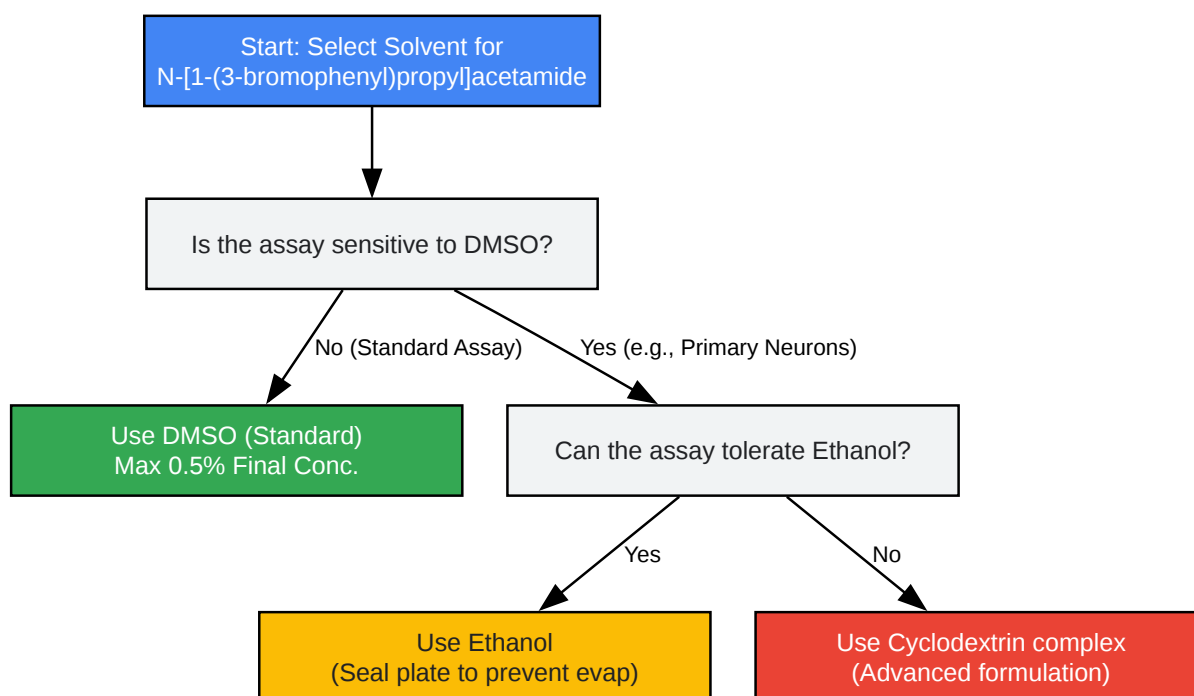 Start: Select Solvent for
N-[1-(3-bromophenyl)propyl]acetamide
Is the assay sensitive to DMSO?
No (Standard Assay)
Yes (e.g., Primary Neurons)
Use DMSO (Standard)
Max 0.5% Final Conc.
Can the assay tolerate Ethanol?
Yes
No
Use Ethanol
(Seal plate to prevent evap)
Use Cyclodextrin complex
(Advanced formulation)